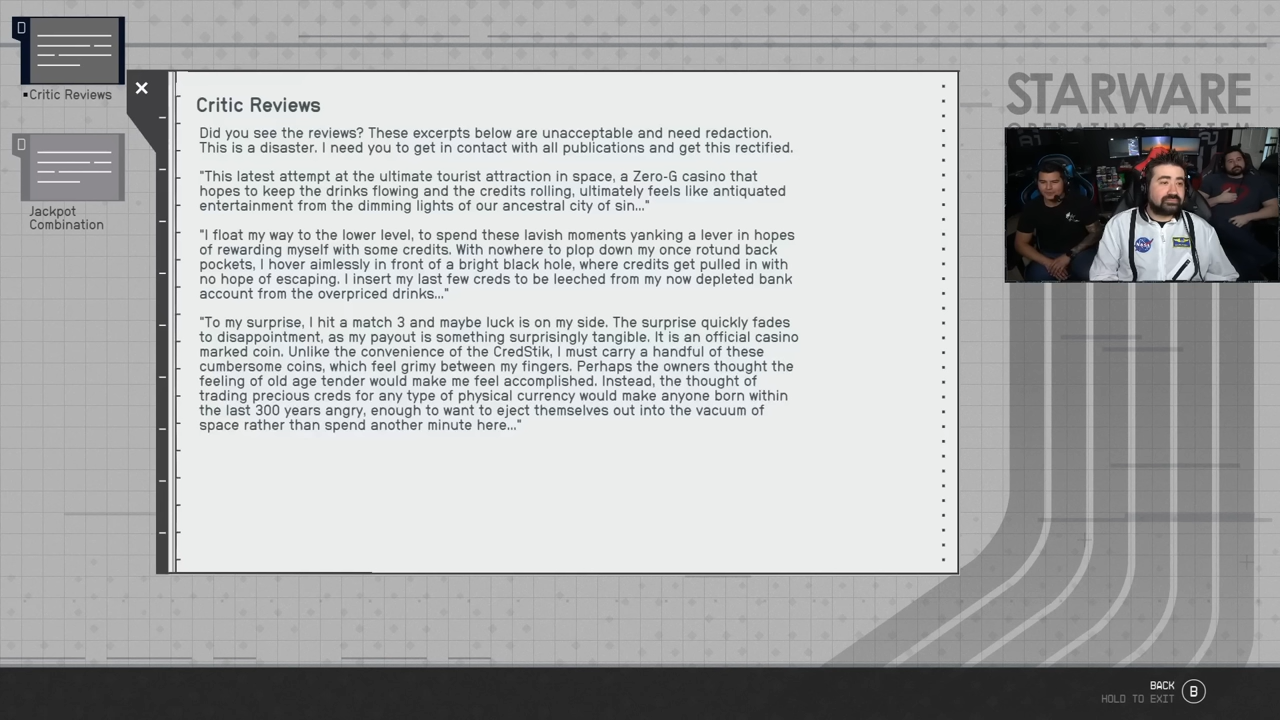 D
Critic Reviews
D
Jackpot
Combination
Critic Reviews
Did you see the reviews? These excerpts below are unacceptable and need redaction.
This is a disaster. I need you to get in contact with all publications and get this rectified.
"This latest attempt at the ultimate tourist attraction in space, a Zero-G casino that
hopes to keep the drinks flowing and the credits rolling, ultimately feels like antiquated
entertainment from the dimming lights of our ancestral city of sin..."
"I float my way to the lower level, to spend these lavish moments yanking a lever in hopes
of rewarding myself with some credits. With nowhere to plop down my once rotund back
pockets, I hover aimlessly in front of a bright black hole, where credits get pulled in with
no hope of escaping. I insert my last few creds to be leeched from my now depleted bank
account from the overpriced drinks..."
"To my surprise, I hit a match 3 and maybe luck is on my side. The surprise quickly fades
to disappointment, as my payout is something surprisingly tangible. It is an official casino
marked coin. Unlike the convenience of the CredStik, I must carry a handful of these
cumbersome coins, which feel grimy between my fingers. Perhaps the owners thought the
feeling of old age tender would make me feel accomplished. Instead, the thought of
trading precious creds for any type of physical currency would make anyone born within
the last 300 years angry, enough to want to eject themselves out into the vacuum of
space rather than spend another minute here..."
STARWARE
OPERATING SYSTEM
NASA
BACK
HOLD TO EXIT
B